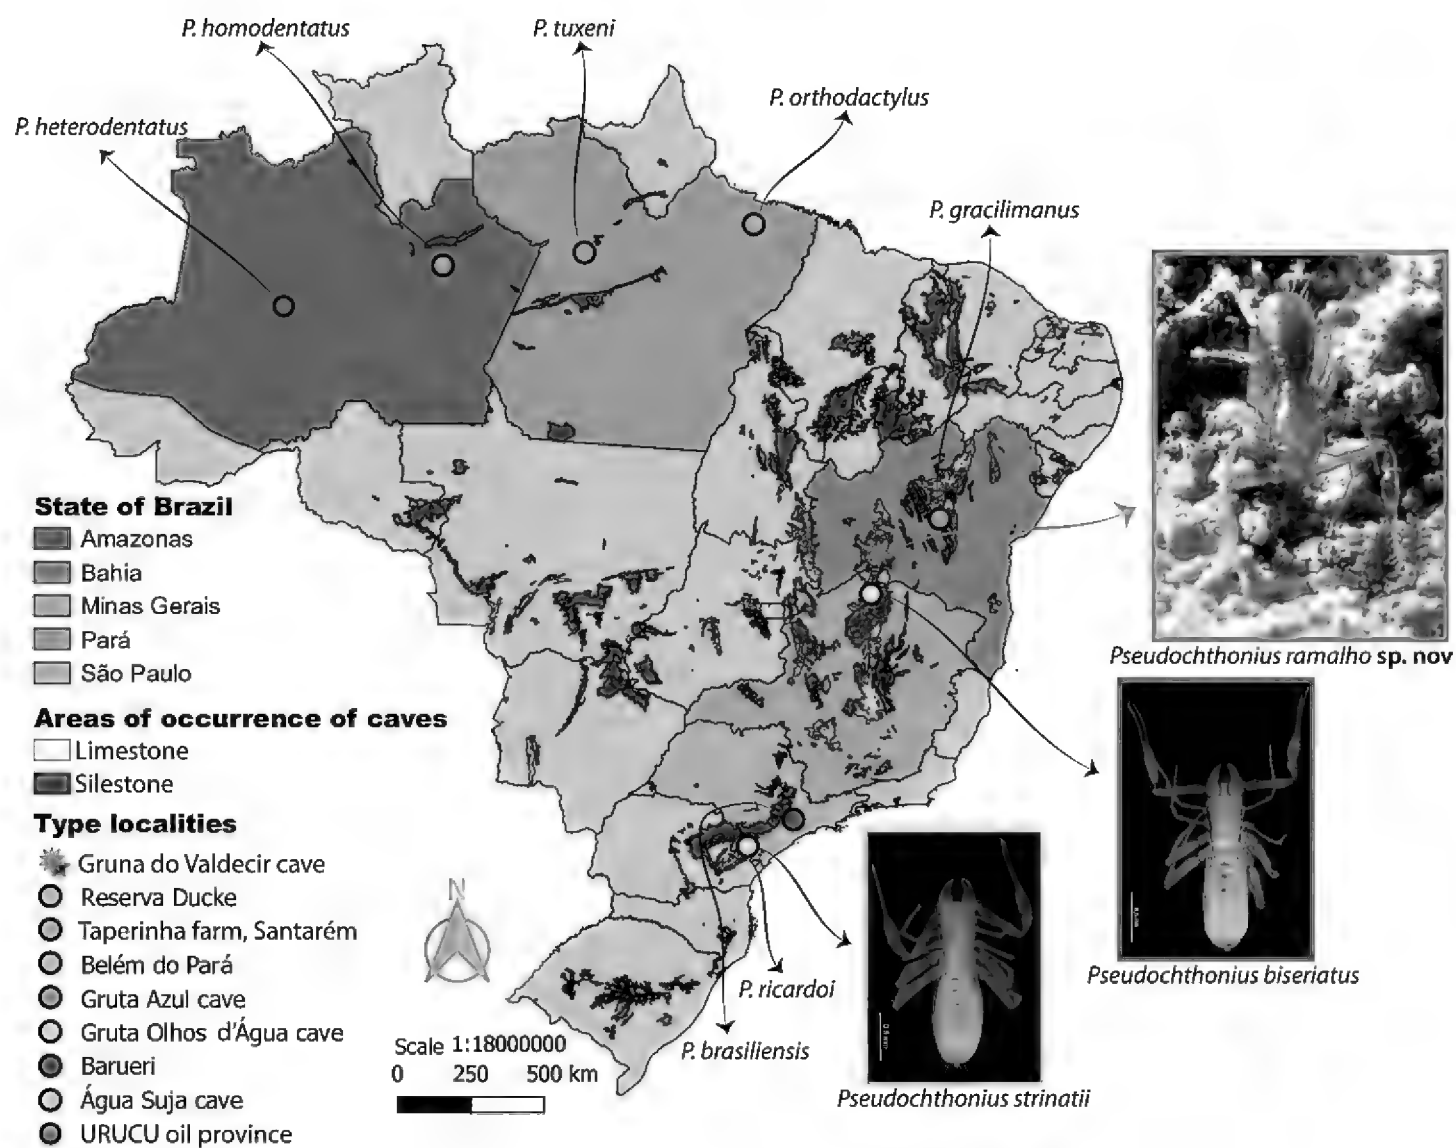 P. homodentatus
P. tuxeni
P. orthodactylus
P. heterodentatus
P. gracilimanus
Pseudochthonius ramalho sp. nov
State of Brazil
Amazonas
Bahia
Minas Gerais
Pará
São Paulo
Areas of occurrence of caves
Limestone
Silestone
Type localities
Gruna do Valdecir cave
Reserva Ducke
Taperinha farm, Santarém
Belém do Pará
Gruta Azul cave
Gruta Olhos d'Água cave
Barueri
Água Suja cave
URUCU oil province
N
Scale 1:18000000
0 250 500 km
P. ricardoi
P. brasiliensis
Pseudochthonius strinatii
Pseudochthonius biseriatus